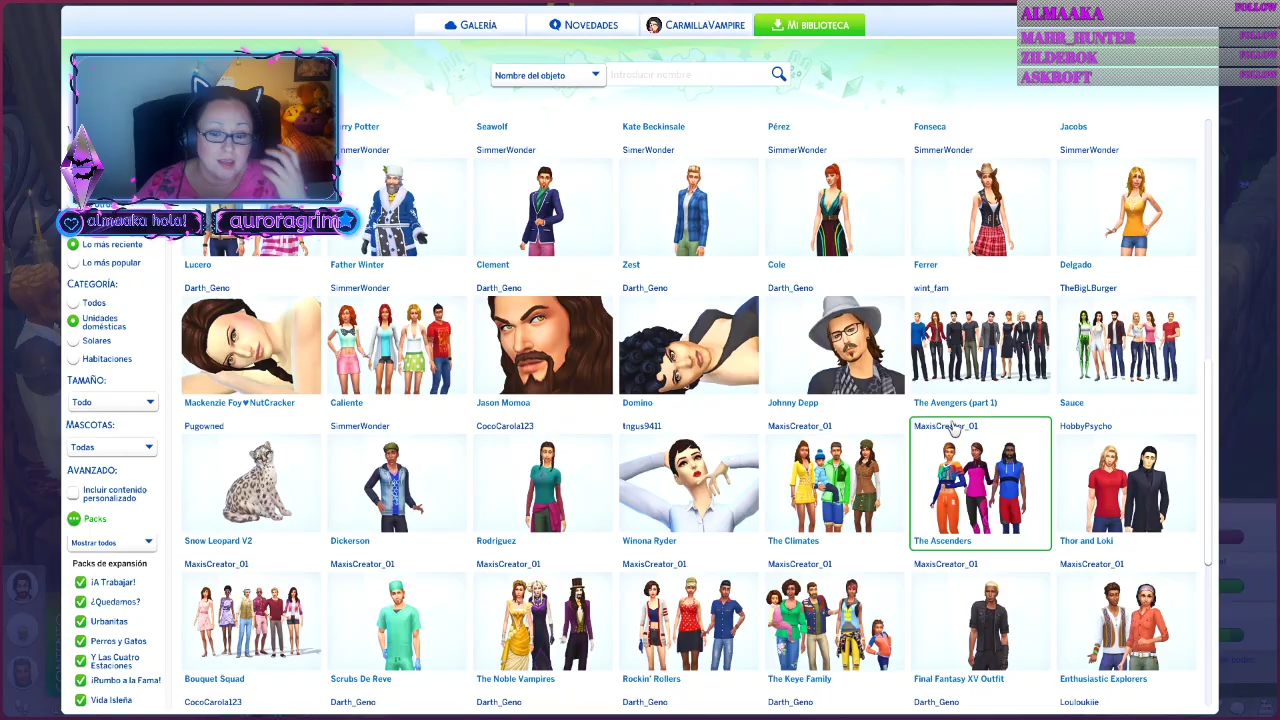 GALERÍA
NOVEDADES
CARMILLAVAMPIRE
MI BIBLIOTECA
ALMAAKA FOLLOW
MAHR_HUNTER FOLLOW
ZILDEROK FOLLOW
ASKROFT FOLLOW
Nombre del objeto
Introducir nombre
rry Potter
Seawolf
Kate Beckinsale
Pérez
Fonseca
Jacobs
immerWonder
SimmerWonder
SimerWonder
SimmerWonder
SimmerWonder
SimmerWonder
almaaka hola!
auroragrim
Lo más reciente
Lo más popular
CATEGORÍA:
Todos
Unidades
domésticas
Solares
Habitaciones
TAMAÑO:
Todo
MASCOTAS:
Todas
AVANZADO:
Incluir contenido
personalizado
Packs
Mostrar todos
Packs de expansión
¡A Trabajar!
¿Quedamos?
Urbanitas
Perros y Gatos
Y Las Cuatro
Estaciones
¡Rumbo a la Fama!
Vida Isleña
Lucero
Father Winter
Clement
Zest
Cole
Ferrer
Delgado
Darth_Geno
SimmerWonder
Darth_Geno
Darth_Geno
Darth_Geno
wint_fam
TheBigLBurger
Mackenzie Foy♥NutCracker
Caliente
Jason Momoa
Domino
Johnny Depp
The Avengers (part 1)
Sauce
Pugowned
SimmerWonder
CocoCarola123
tngus9411
MaxisCreator_01
MaxisCreator_01
HobbyPsycho
Snow Leopard V2
Dickerson
Rodríguez
Winona Ryder
The Climates
The Ascenders
Thor and Loki
MaxisCreator_01
MaxisCreator_01
MaxisCreator_01
MaxisCreator_01
MaxisCreator_01
MaxisCreator_01
MaxisCreator_01
Bouquet Squad
Scrubs De Reve
The Noble Vampires
Rockin' Rollers
The Keye Family
Final Fantasy XV Outfit
Enthusiastic Explorers
CocoCarola123
Darth_Geno
Darth_Geno
Darth_Geno
Darth_Geno
Darth_Geno
Louloukiie